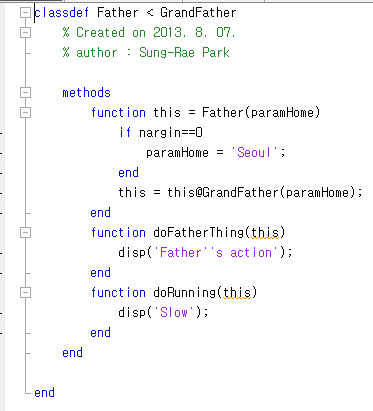 classdef Father < GrandFather
% Created on 2013. 8. 07.
% author : Sung-Rae Park
methods
function this = Father(paramHome)
if nargin==0
paramHome = 'Seoul';
end
this = this@GrandFather(paramHome);
end
function doFatherThing(this)
disp('Father''s action');
end
function doRunning(this)
disp('Slow');
end
end
end